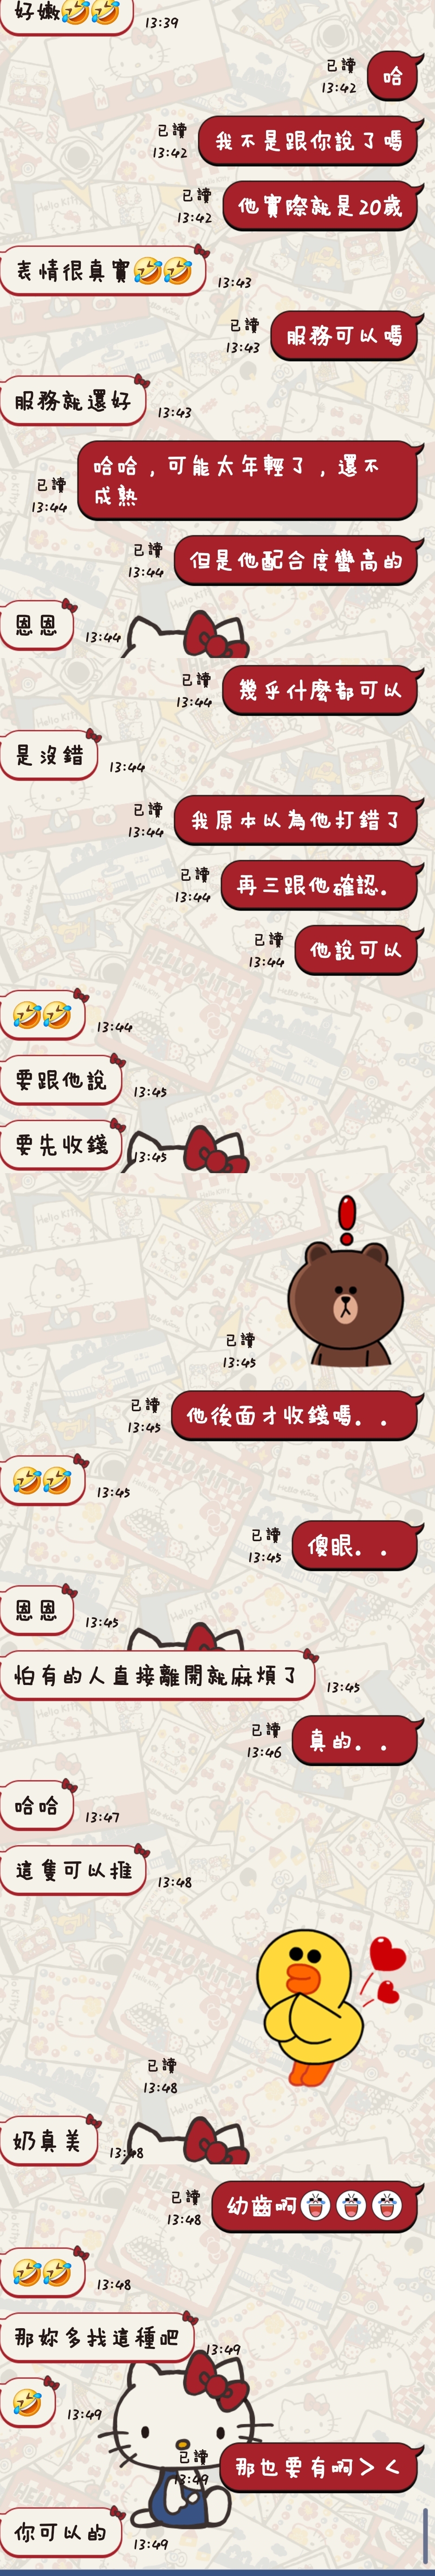 好嫩🤣🤣
13:39
已讀
13:42
哈
已讀
13:42
我不是跟你說了嗎
已讀
13:42
他實際就是20歲
表情很真實🤣🤣
13:43
已讀
13:43
服務可以嗎
服務就還好
13:43
哈哈，可能太年輕了，還不
成熟
已讀
13:44
已讀
13:44
但是他配合度蠻高的
恩恩
13:44
已讀
13:44
幾乎什麼都可以
是沒錯
13:44
已讀
13:44
我原本以為他打錯了
已讀
13:44
再三跟他確認.
已讀
13:44
他說可以
🤣🤣
13:44
要跟他說
13:45
要先收錢
13:45
已讀
13:45
已讀
13:45
他後面才收錢嗎..
🤣🤣
13:45
已讀
13:45
傻眼..
恩恩
13:45
怕有的人直接離開就麻煩了
13:45
已讀
13:46
真的..
哈哈
13:47
這隻可以推
13:48
已讀
13:48
奶真美
13:48
已讀
13:48
幼齒啊
🤣🤣
13:48
那妳多找這種吧
13:49
🤣
13:49
已讀
13:49
那也要有啊＞＜
你可以的
13:49